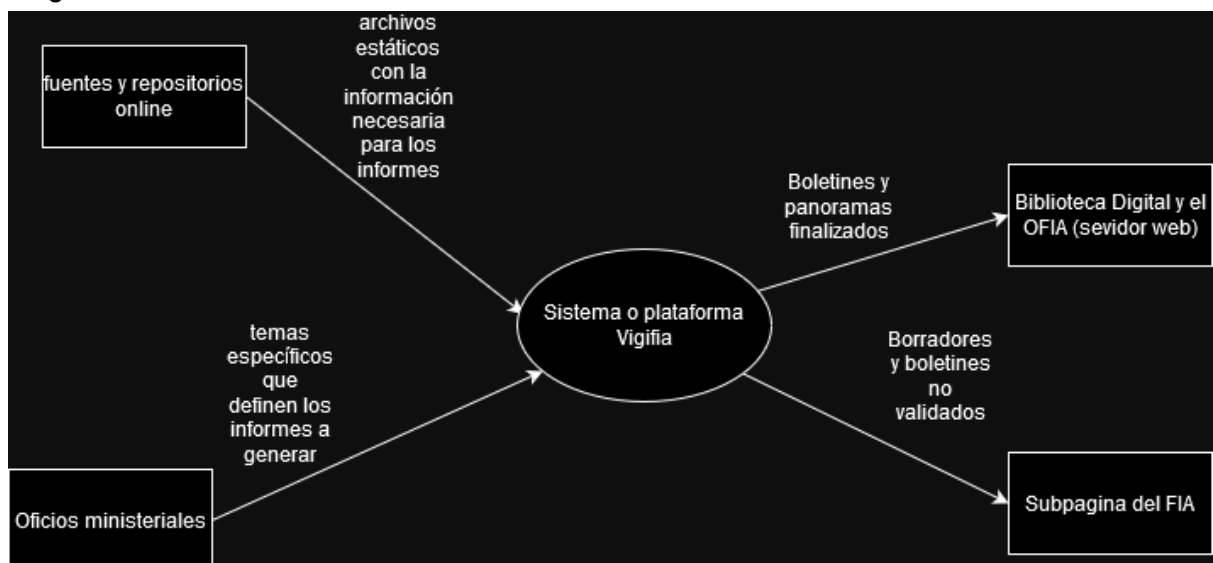 fuentes y repositorios
online
archivos
estáticos
con la
información
necesaria
para los
informes
Boletines y
panoramas
finalizados
Biblioteca Digital y el
OFIA (sevidor web)
Sistema o plataforma
Vigifia
temas
específicos
que
definen los
informes a
generar
Borradores
y boletines
no
validados
Oficios ministeriales
Subpagina del FIA